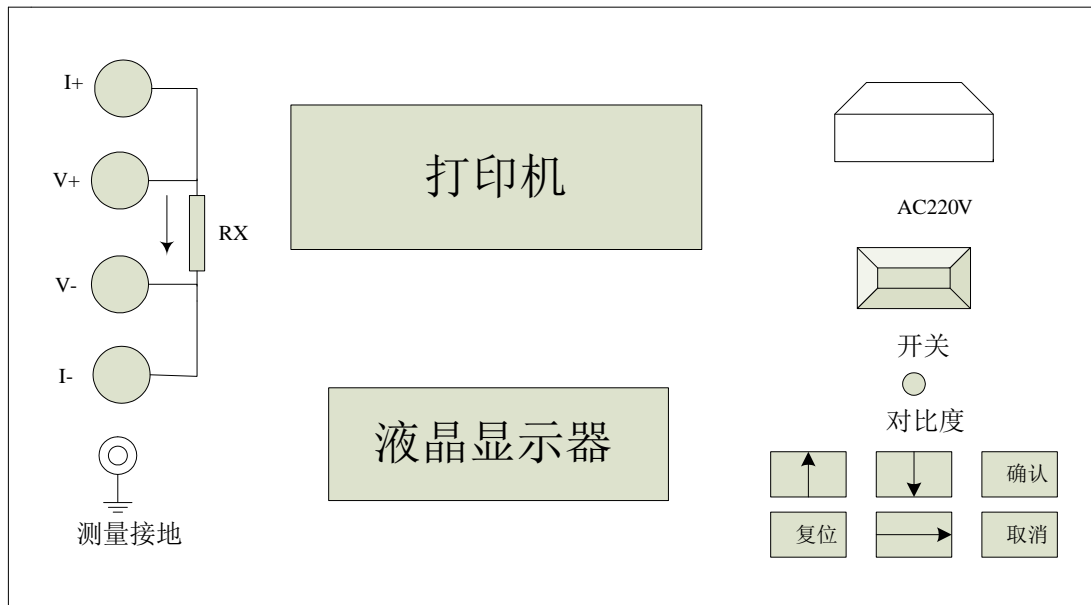 I+
V+
RX
V-
I-
测量接地
打印机
液晶显示器
AC220V
开关
对比度
确认
复位
取消